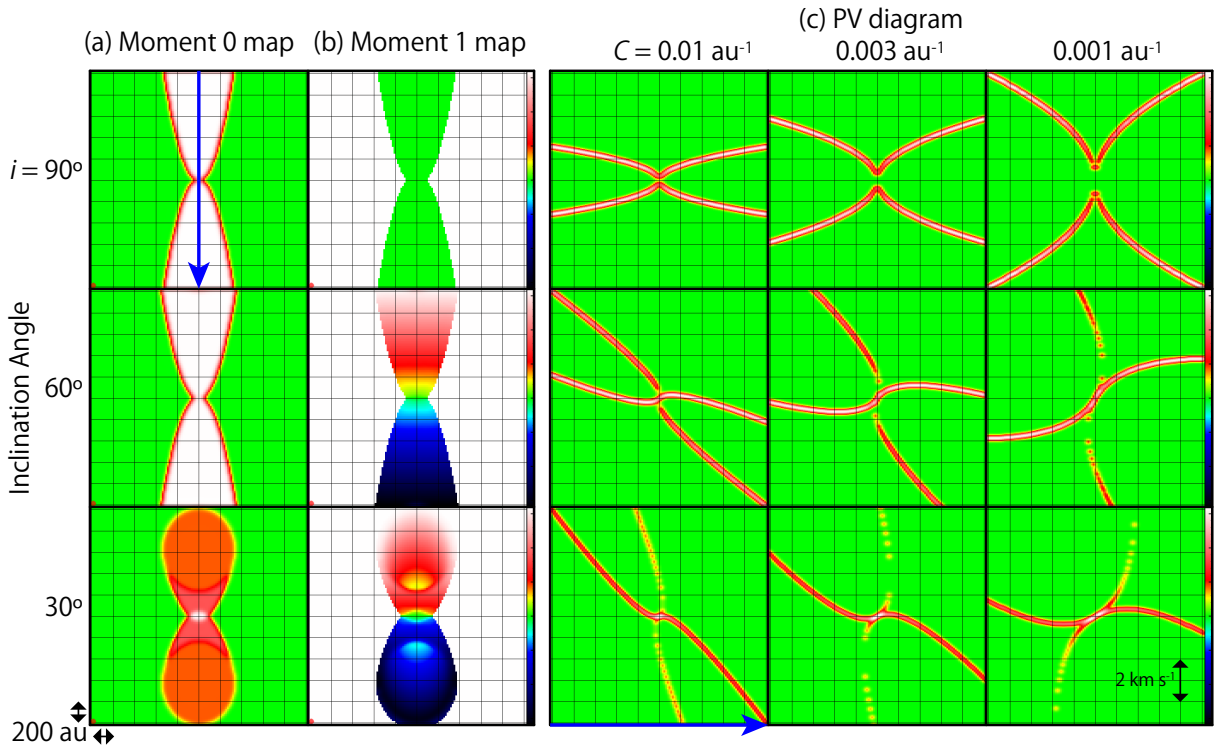 (c) PV diagram
(a) Moment 0 map
(b) Moment 1 map
C = 0.01 au⁻¹
0.003 au⁻¹
0.001 au⁻¹
i = 90º
60º
30º
Inclination Angle
2 km s⁻¹
200 au